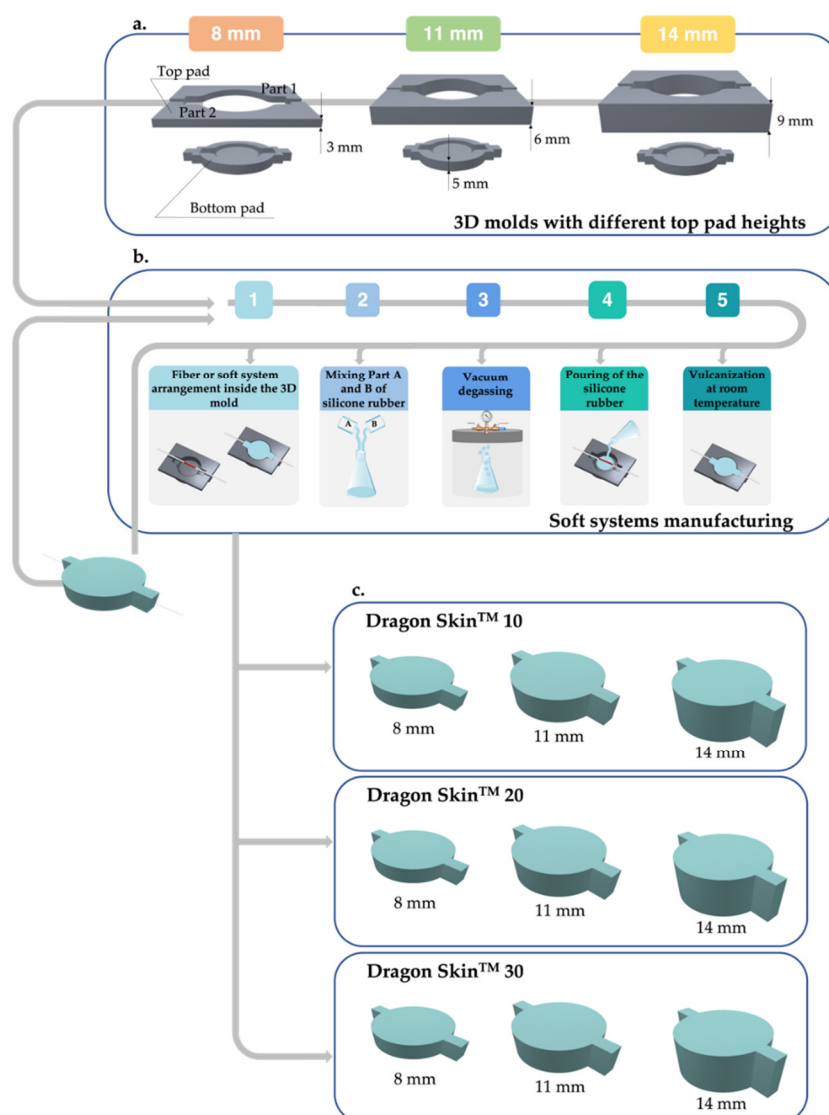 a.
8 mm
11 mm
14 mm
Top pad
Part 1
Part 2
3 mm
6 mm
9 mm
5 mm
Bottom pad
3D molds with different top pad heights
b.
1
2
3
4
5
Fiber or soft system
arrangement inside the 3D
mold
Mixing Part A
and B of
silicone rubber
A
B
Vacuum
degassing
Pouring of the
silicone
rubber
Vulcanization
at room
temperature
Soft systems manufacturing
c.
Dragon Skin™ 10
8 mm
11 mm
14 mm
Dragon Skin™ 20
8 mm
11 mm
14 mm
Dragon Skin™ 30
8 mm
11 mm
14 mm